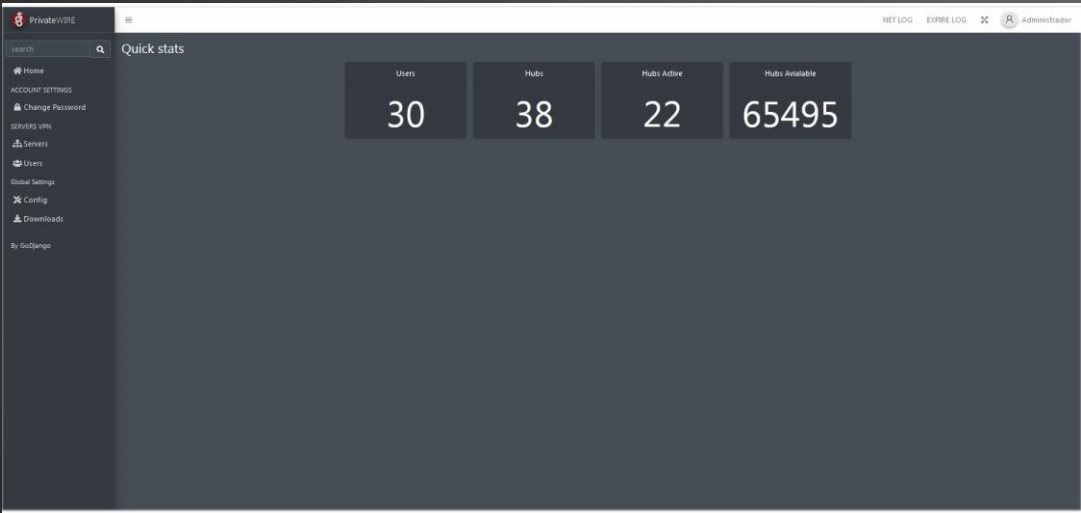 PrivateWIRE
NET LOG EXPIRE LOG Administrador
search
Home
ACCOUNT SETTINGS
Change Password
SERVERS VPN
Servers
Users
Global Settings
Config
Downloads
By GoDjango
Quick stats
Users
30
Hubs
38
Hubs Active
22
Hubs Avialable
65495